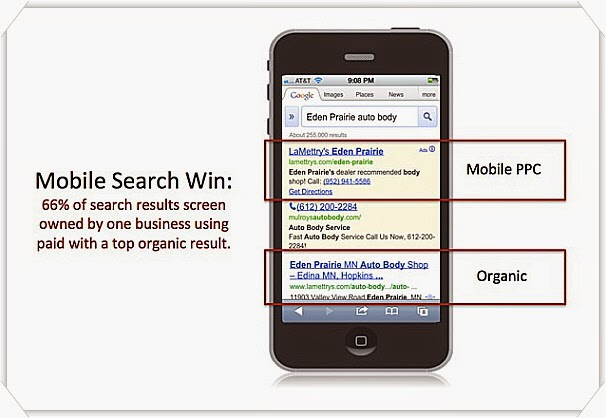 Mobile Search Win:
66% of search results screen
owned by one business using
paid with a top organic result.
AT&T 9:08 PM
Google Images Places News more
» Eden Prairie auto body
About 255,000 results
LaMettry's Eden Prairie Ads
lamettrys.com/eden-prairie
Eden Prairie's dealer recommended body
shop! Call: (952) 941-5586
Get Directions
(612) 200-2284
mulroysautobody.com/
Auto Body Service
Fast Auto Body Service Call Us Now, 612-200-
2284!
Eden Prairie MN Auto Body Shop
– Edina MN, Hopkins ...
www.lamettrys.com/auto-body.../auto- ...
11903 Valley View Road Eden Prairie, MN
Mobile PPC
Organic